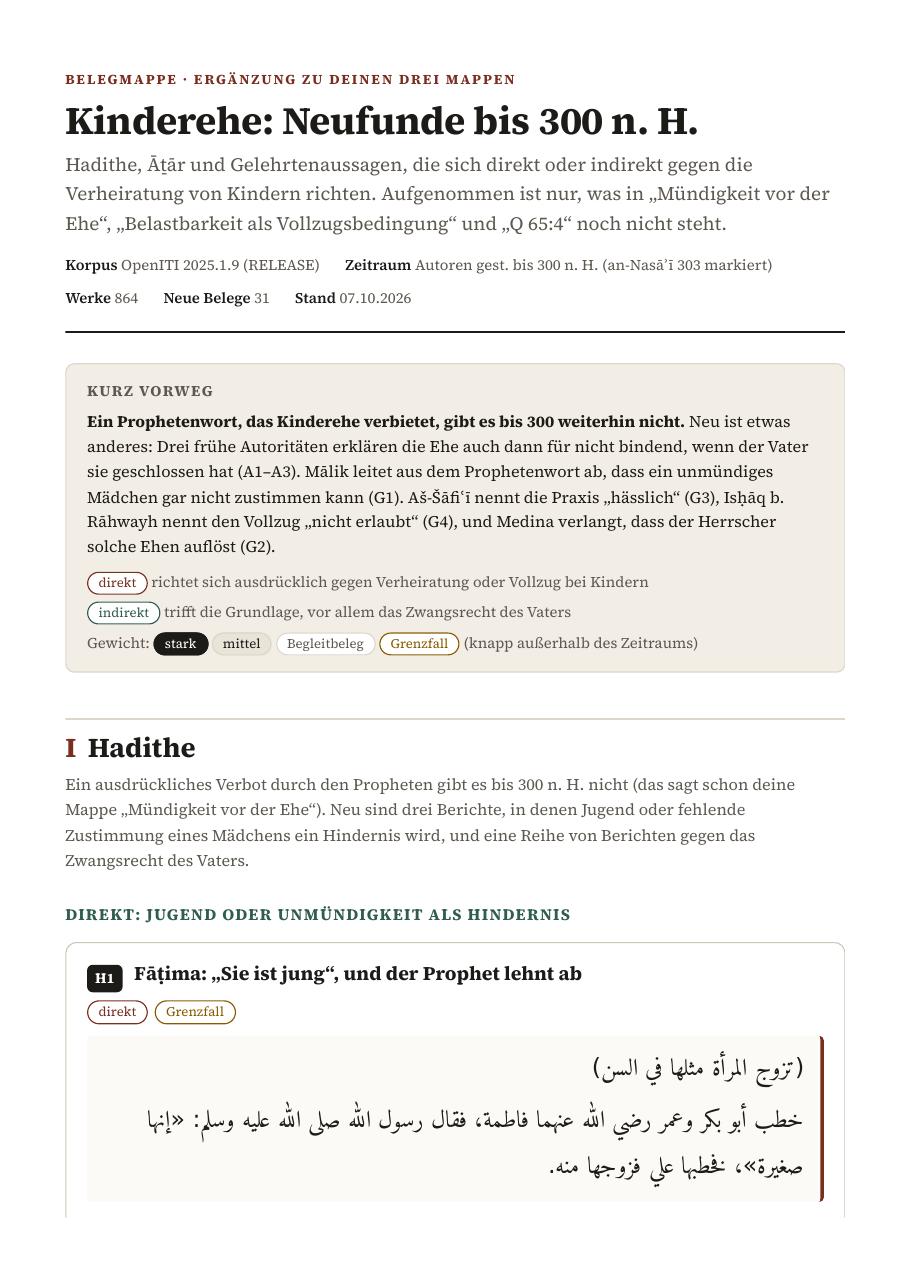 BELEGMAPPE · ERGÄNZUNG ZU DEINEN DREI MAPPEN
Kinderehe: Neufunde bis 300 n. H.
Hadithe, Āṯār und Gelehrtenaussagen, die sich direkt oder indirekt gegen die
Verheiratung von Kindern richten. Aufgenommen ist nur, was in „Mündigkeit vor der
Ehe“, „Belastbarkeit als Vollzugsbedingung“ und „Q 65:4“ noch nicht steht.
Korpus OpenITI 2025.1.9 (RELEASE) Zeitraum Autoren gest. bis 300 n. H. (an-Nasāʾī 303 markiert)
Werke 864 Neue Belege 31 Stand 07.10.2026
KURZ VORWEG
Ein Prophetenwort, das Kinderehe verbietet, gibt es bis 300 weiterhin nicht. Neu ist etwas
anderes: Drei frühe Autoritäten erklären die Ehe auch dann für nicht bindend, wenn der Vater
sie geschlossen hat (A1–A3). Mālik leitet aus dem Prophetenwort ab, dass ein unmündiges
Mädchen gar nicht zustimmen kann (G1). Aš-Šāfiʿī nennt die Praxis „hässlich“ (G3), Isḥāq b.
Rāhwayh nennt den Vollzug „nicht erlaubt“ (G4), und Medina verlangt, dass der Herrscher
solche Ehen auflöst (G2).
direkt richtet sich ausdrücklich gegen Verheiratung oder Vollzug bei Kindern
indirekt trifft die Grundlage, vor allem das Zwangsrecht des Vaters
Gewicht: stark mittel Begleitbeleg Grenzfall (knapp außerhalb des Zeitraums)
I Hadithe
Ein ausdrückliches Verbot durch den Propheten gibt es bis 300 n. H. nicht (das sagt schon deine
Mappe „Mündigkeit vor der Ehe“). Neu sind drei Berichte, in denen Jugend oder fehlende
Zustimmung eines Mädchens ein Hindernis wird, und eine Reihe von Berichten gegen das
Zwangsrecht des Vaters.
DIREKT: JUGEND ODER UNMÜNDIGKEIT ALS HINDERNIS
H1 Fāṭima: „Sie ist jung“, und der Prophet lehnt ab
direkt Grenzfall
(تزوج المرأة مثلها في السن)
خطب أبو بكر وعمر رضي الله عنهما فاطمة، فقال رسول الله صلى الله عليه وسلم: «إنها
صغيرة»، فخطبها علي فزوجها منه.